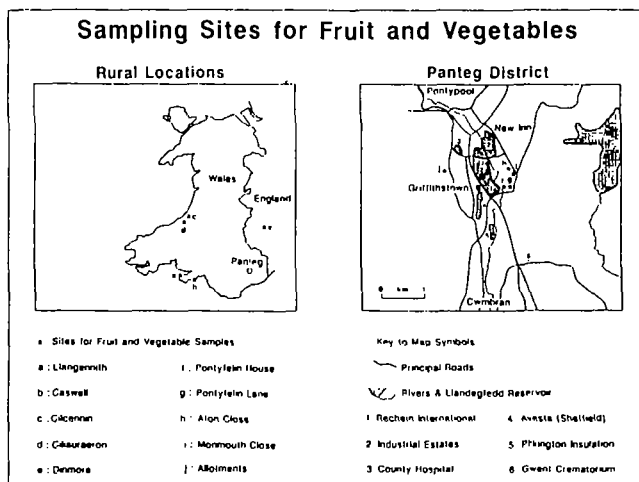 Sampling Sites for Fruit and Vegetables
Rural Locations
Wales
England
Panteg
Panteg District
Pontypool
New Inn
Griffithstown
Cwmbran
0 km 1
Sites for Fruit and Vegetable Samples
a : Llangennith
b : Caswell
c : Cilcennin
d :
e : Dinmore
f : Pontyfelin House
g : Pontyfelin Lane
h : Alon Close
i : Monmouth Close
j : Allotments
Key to Map Symbols
Principal Roads
Rivers & Llandegfedd Reservoir
1 Rechem International
2 Industrial Estates
3 County Hospital
4 Avesta (Sheffield)
5 Pilkington Insulation
6 Gwent Crematorium